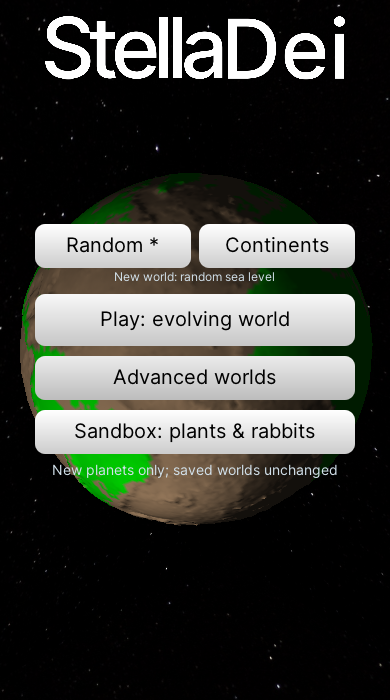 StellaDei
Random *
Continents
New world: random sea level
Play: evolving world
Advanced worlds
Sandbox: plants & rabbits
New planets only; saved worlds unchanged